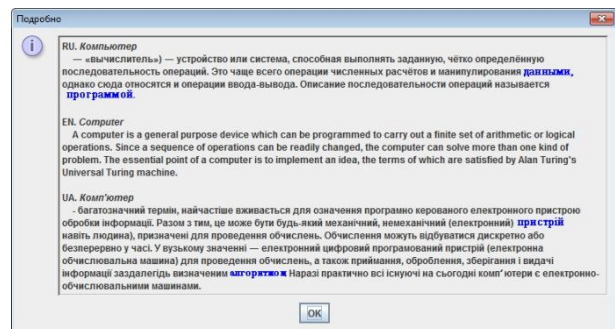 Подробно
RU. Компьютер
— «вычислитель») — устройство или система, способная выполнять заданную, чётко определённую
последовательность операций. Это чаще всего операции численных расчётов и манипулирования данными,
однако сюда относятся и операции ввода-вывода. Описание последовательности операций называется
программой.
EN. Computer
A computer is a general purpose device which can be programmed to carry out a finite set of arithmetic or logical
operations. Since a sequence of operations can be readily changed, the computer can solve more than one kind of
problem. The essential point of a computer is to implement an idea, the terms of which are satisfied by Alan Turing's
Universal Turing machine.
UA. Комп'ютер
- багатозначний термін, найчастіше вживається для означення програмно керованого електронного пристрою
обробки інформації. Разом з тим, це може бути будь-який механічний, немеханічний (електронний) пристрій
навіть людина), призначені для проведення обчислень. Обчислення можуть відбуватися дискретно або
безперервно у часі. У вузькому значенні — електронний цифровий програмований пристрій (електронна
обчислювальна машина) для проведення обчислень, а також приймання, оброблення, зберігання і видачі
інформації заздалегідь визначеним алгоритмом Наразі практично всі існуючі на сьогодні комп'ютери є електронно-
обчислювальними машинами.
OK